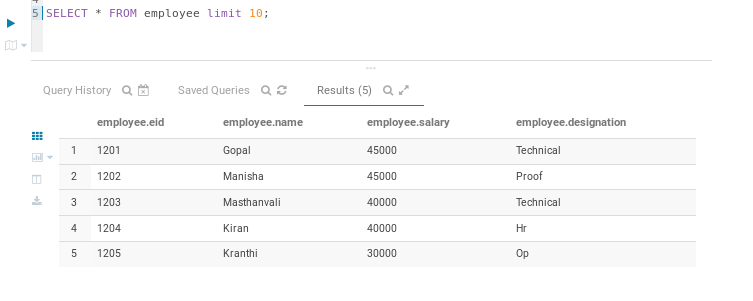 5 SELECT * FROM employee limit 10;
Query History Saved Queries Results (5)
employee.eid employee.name employee.salary employee.designation
1 1201 Gopal 45000 Technical
2 1202 Manisha 45000 Proof
3 1203 Masthanvali 40000 Technical
4 1204 Kiran 40000 Hr
5 1205 Kranthi 30000 Op